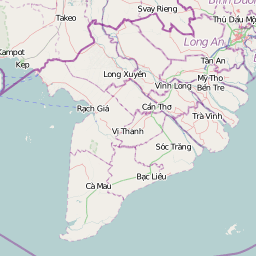 Svay Rieng
Takeo
Thủ Dầu Mộ
Long An
Kampot
Kep
Tân An
Long Xuyên
Mỹ Tho
Vĩnh Long
Bến Tre
Rạch Giá
Cần Thơ
Trà Vinh
Vị Thanh
Sóc Trăng
Bạc Liêu
Cà Mau